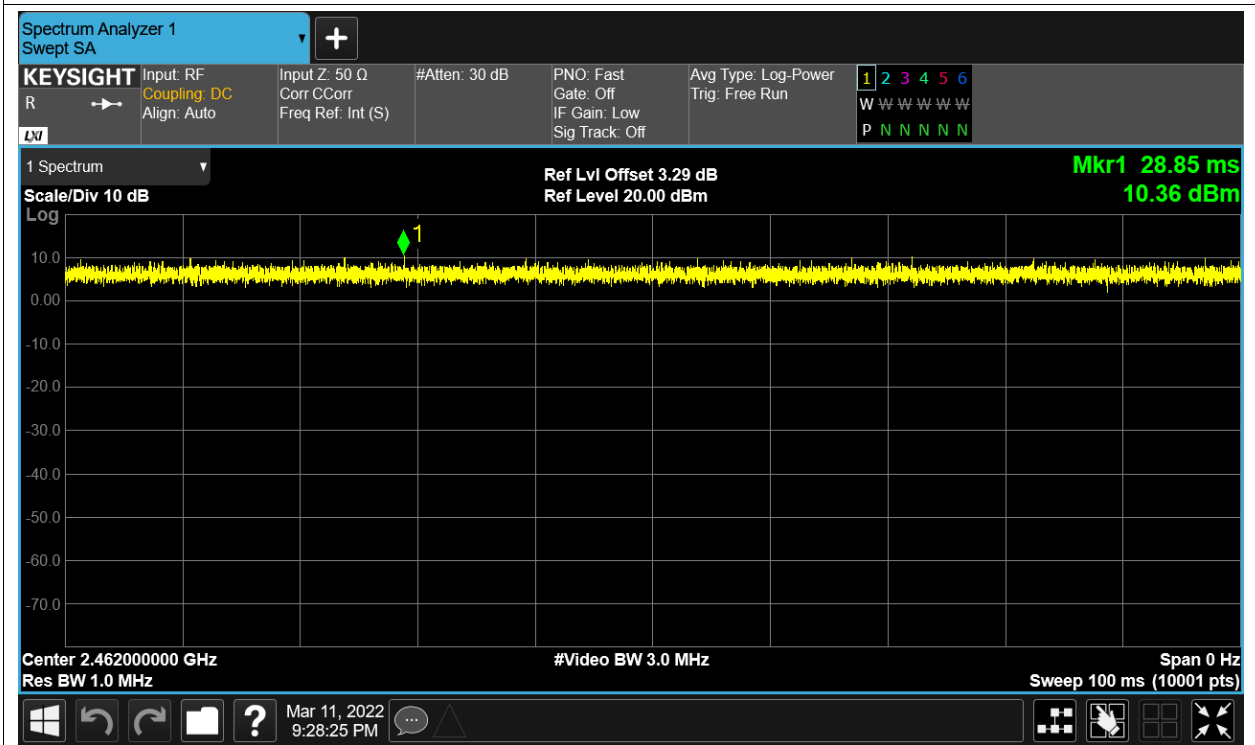 Spectrum Analyzer 1
Swept SA
KEYSIGHT
R
LXI
Input: RF
Coupling: DC
Align: Auto
Input Z: 50 Ω
Corr CCorr
Freq Ref: Int (S)
#Atten: 30 dB
PNO: Fast
Gate: Off
IF Gain: Low
Sig Track: Off
Avg Type: Log-Power
Trig: Free Run
1 2 3 4 5 6
W W W W W W
P N N N N N
1 Spectrum
Scale/Div 10 dB
Ref Lvl Offset 3.29 dB
Ref Level 20.00 dBm
Mkr1 28.85 ms
10.36 dBm
Log
1
10.0
0.00
-10.0
-20.0
-30.0
-40.0
-50.0
-60.0
-70.0
Center 2.462000000 GHz
Res BW 1.0 MHz
#Video BW 3.0 MHz
Span 0 Hz
Sweep 100 ms (10001 pts)
?
Mar 11, 2022
9:28:25 PM